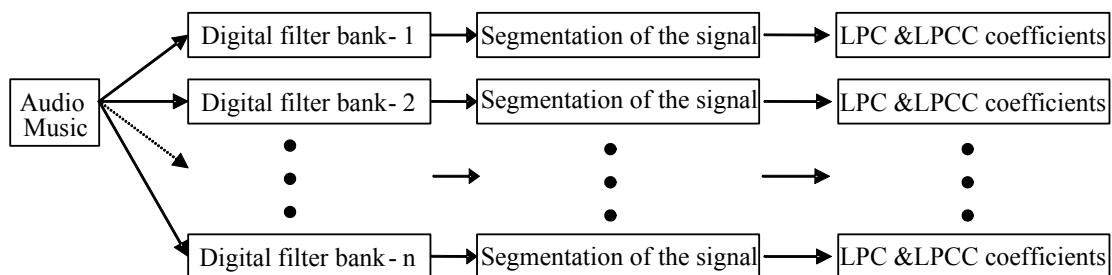 Digital filter bank- 1
Segmentation of the signal
LPC &LPCC coefficients
Audio
Music
Digital filter bank- 2
Segmentation of the signal
LPC &LPCC coefficients
Digital filter bank- n
Segmentation of the signal
LPC &LPCC coefficients